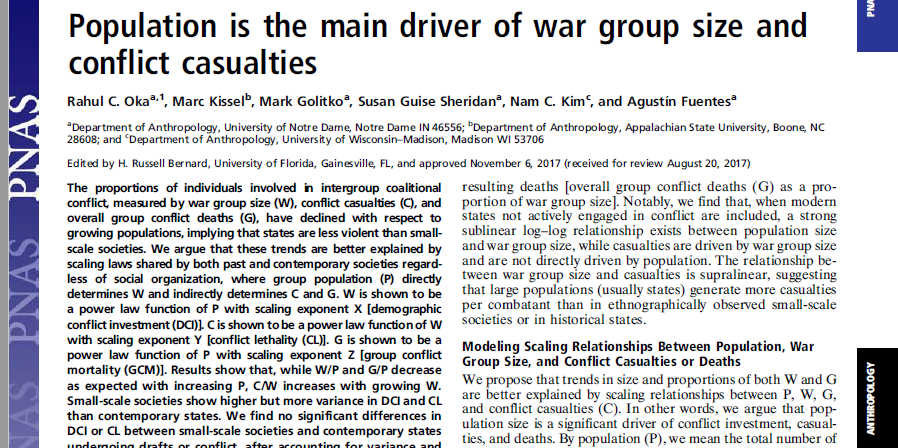 Population is the main driver of war group size and
conflict casualties
Rahul C. Okaa,1, Marc Kisselb, Mark Golitkoa, Susan Guise Sheridana, Nam C. Kimc, and Agustín Fuentesa
aDepartment of Anthropology, University of Notre Dame, Notre Dame IN 46556; bDepartment of Anthropology, Appalachian State University, Boone, NC
28608; and cDepartment of Anthropology, University of Wisconsin–Madison, Madison WI 53706
Edited by H. Russell Bernard, University of Florida, Gainesville, FL, and approved November 6, 2017 (received for review August 20, 2017)
The proportions of individuals involved in intergroup coalitional
conflict, measured by war group size (W), conflict casualties (C), and
overall group conflict deaths (G), have declined with respect to
growing populations, implying that states are less violent than small-
scale societies. We argue that these trends are better explained by
scaling laws shared by both past and contemporary societies regard-
less of social organization, where group population (P) directly
determines W and indirectly determines C and G. W is shown to be
a power law function of P with scaling exponent X [demographic
conflict investment (DCI)]. C is shown to be a power law function of W
with scaling exponent Y [conflict lethality (CL)]. G is shown to be a
power law function of P with scaling exponent Z [group conflict
mortality (GCM)]. Results show that, while W/P and G/P decrease
as expected with increasing P, C/W increases with growing W.
Small-scale societies show higher but more variance in DCI and CL
than contemporary states. We find no significant differences in
DCI or CL between small-scale societies and contemporary states
undergoing drafts or conflict, after accounting for variance and
resulting deaths [overall group conflict deaths (G) as a pro-
portion of war group size]. Notably, we find that, when modern
states not actively engaged in conflict are included, a strong
sublinear log–log relationship exists between population size
and war group size, while casualties are driven by war group size
and are not directly driven by population. The relationship be-
tween war group size and casualties is supralinear, suggesting
that large populations (usually states) generate more casualties
per combatant than in ethnographically observed small-scale
societies or in historical states.
Modeling Scaling Relationships Between Population, War
Group Size, and Conflict Casualties or Deaths
We propose that trends in size and proportions of both W and G
are better explained by scaling relationships between P, W, G,
and conflict casualties (C). In other words, we argue that pop-
ulation size is a significant driver of conflict investment, casual-
ties, and deaths. By population (P), we mean the total number of
PNAS
PNAS
PNAS
ANTHROPOLOGY